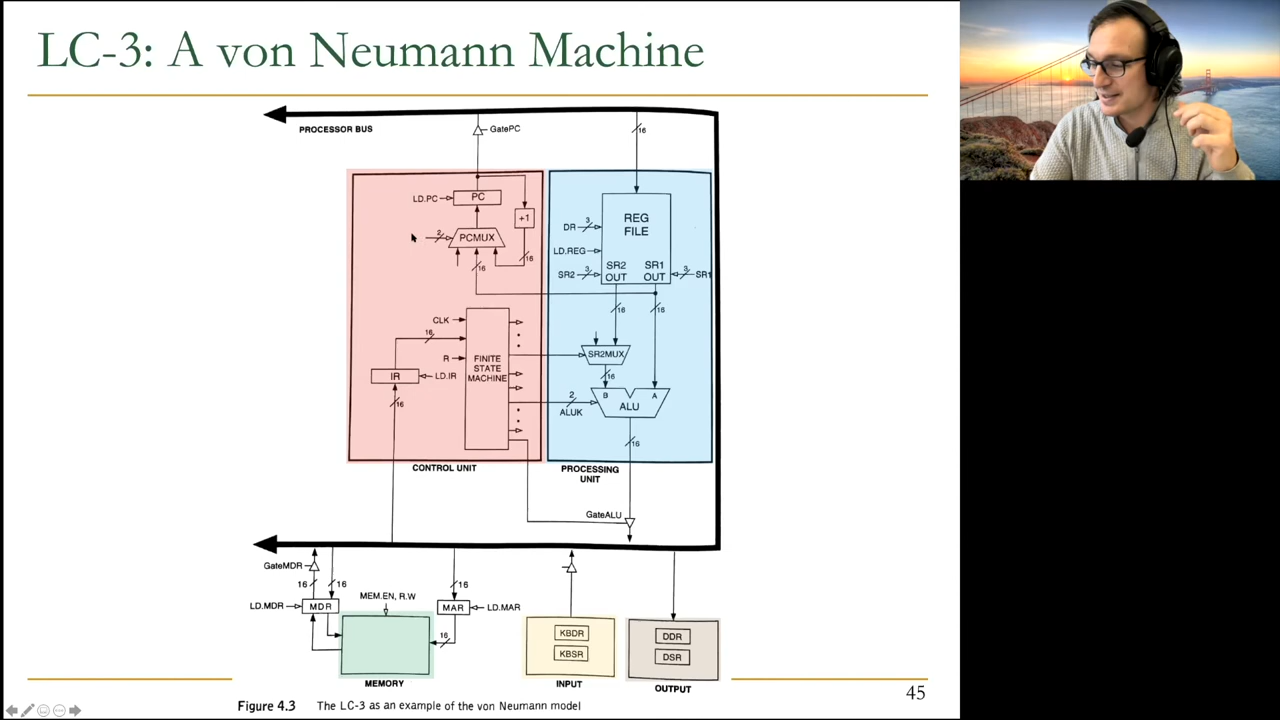 LC-3: A von Neumann Machine
PROCESSOR BUS
GatePC
16
LD.PC
PC
+1
2
PCMUX
16
16
REG
FILE
DR
3
LD.REG
SR2
3
SR2
OUT
SR1
OUT
3
SR1
16
16
CLK
16
R
FINITE
STATE
MACHINE
IR
LD.IR
16
SR2MUX
16
B
A
ALU
2
ALUK
16
CONTROL UNIT
PROCESSING
UNIT
GateALU
GateMDR
16
16
16
LD.MDR
MDR
MEM.EN, R.W
MAR
LD.MAR
16
KBDR
KBSR
DDR
DSR
MEMORY
INPUT
OUTPUT
45
Figure 4.3 The LC-3 as an example of the von Neumann model